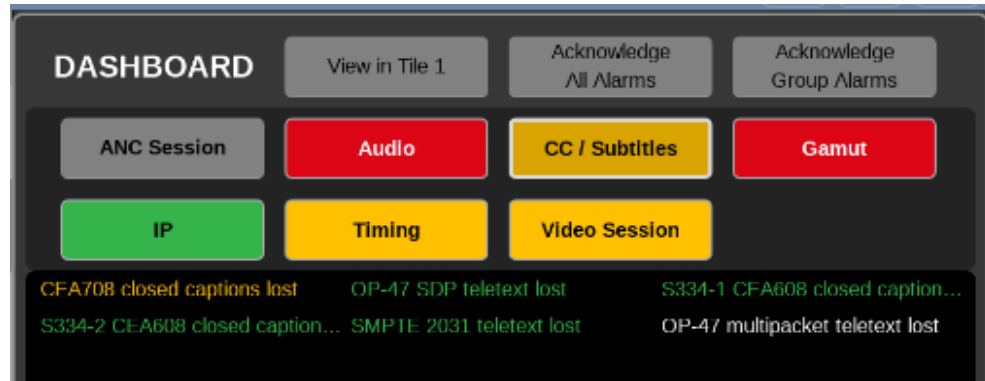 DASHBOARD
View in Tile 1
Acknowledge
All Alarms
Acknowledge
Group Alarms
ANC Session
Audio
CC / Subtitles
Gamut
IP
Timing
Video Session
CEA708 closed captions lost
OP-47 SDP teletext lost
S334-1 CEA608 closed caption...
S334-2 CEA608 closed caption...
SMPTE 2031 teletext lost
OP-47 multipacket teletext lost